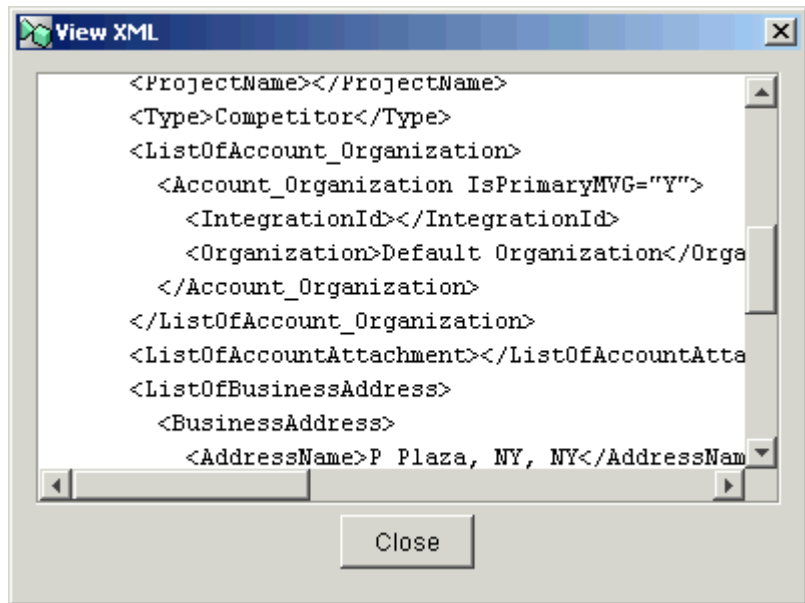 View XML
<ProjectName></ProjectName>
<Type>Competitor</Type>
<ListOfAccount_Organization>
<Account_Organization IsPrimaryMVG="Y">
<IntegrationId></IntegrationId>
<Organization>Default Organization</Orga
</Account_Organization>
</ListOfAccount_Organization>
<ListOfAccountAttachment></ListOfAccountAtta
<ListOfBusinessAddress>
<BusinessAddress>
<AddressName>P Plaza, NY, NY</AddressNam
Close